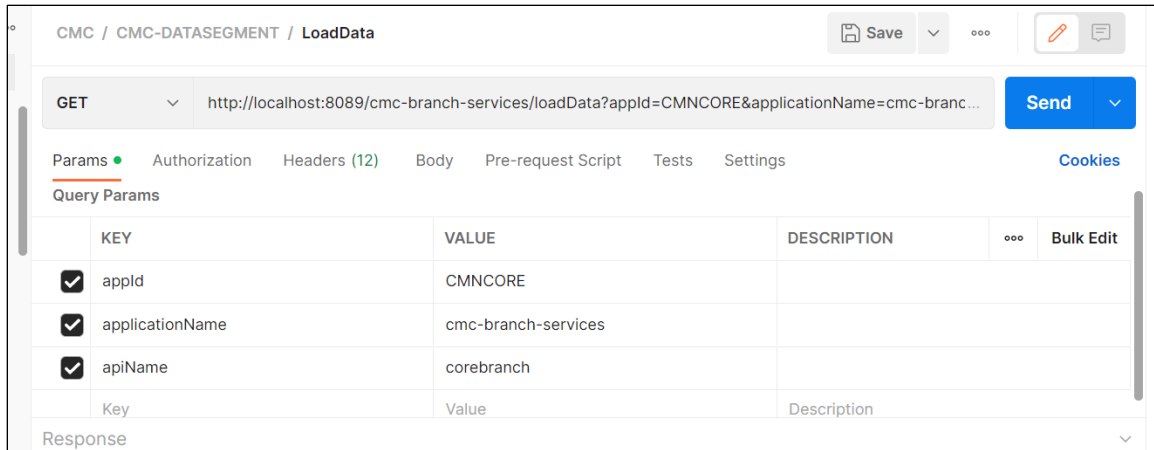 CMC / CMC-DATASEGMENT / LoadData Save
GET http://localhost:8089/cmc-branch-services/loadData?appId=CMNCORE&applicationName=cmc-branc... Send
Params Authorization Headers (12) Body Pre-request Script Tests Settings Cookies
Query Params
KEY VALUE DESCRIPTION Bulk Edit
appId CMNCORE
applicationName cmc-branch-services
apiName corebranch
Key Value Description
Response